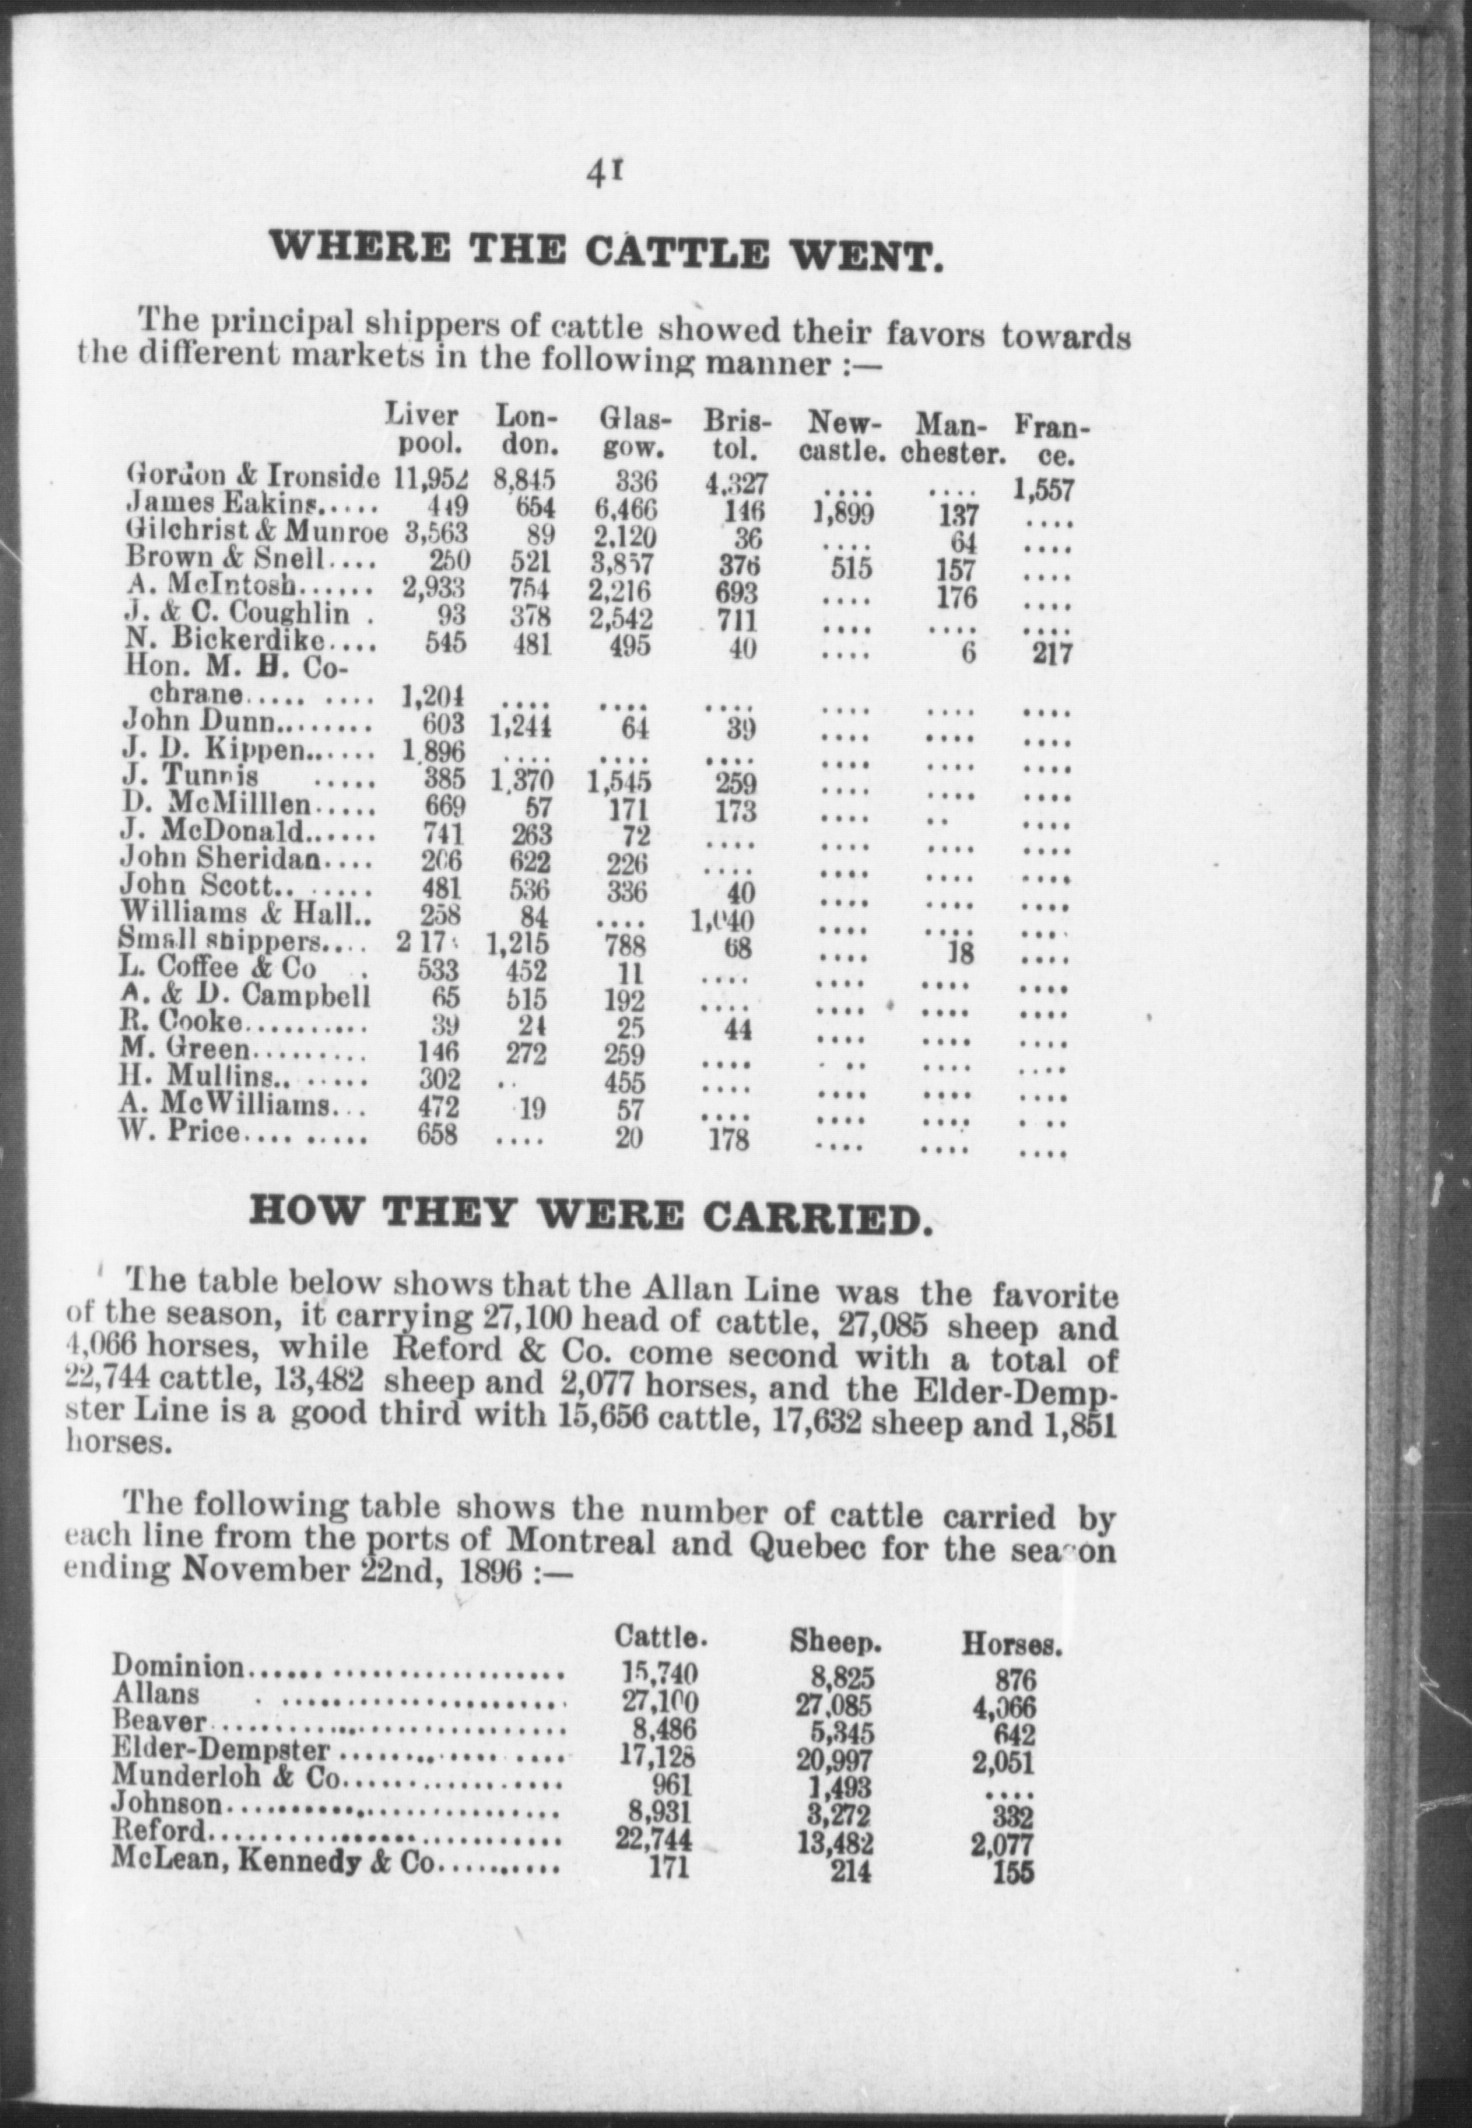 41
WHERE THE CATTLE WENT.
The principal shippers of cattle showed their favors towards
the different markets in the following manner :—
Liver Lon- Glas- Bris- New- Man- Fran-
pool. don. gow. tol. castle. chester. ce.
Gordon & Ironside 11,952 8,845 336 4,327 .... .... 1,557
James Eakins..... 449 654 6,466 146 1,899 137 ....
Gilchrist & Munroe 3,563 89 2,120 36 .... 64 ....
Brown & Snell.... 250 521 3,857 376 515 157 ....
A. McIntosh...... 2,933 754 2,216 693 .... 176 ....
J. & C. Coughlin . 93 378 2,542 711 .... .... ....
N. Bickerdike.... 545 481 495 40 .... 6 217
Hon. M. H. Co-
chrane..... .... 1,204 .... .... .... .... .... ....
John Dunn........ 603 1,244 64 39 .... .... ....
J. D. Kippen...... 1,896 .... .... .... .... .... ....
J. Tunnis ..... 385 1,370 1,545 259 .... .... ....
D. McMilllen..... 669 57 171 173 .... .. ....
J. McDonald...... 741 263 72 .... .... .... ....
John Sheridan.... 206 622 226 .... .... .... ....
John Scott.. ..... 481 536 336 40 .... .... ....
Williams & Hall.. 258 84 .... 1,040 .... .... ....
Small shippers.... 1,215 788 68 .... 18 ....
L. Coffee & Co . 533 452 11 .... .... .... ....
A. & D. Campbell 65 515 192 .... .... .... ....
R. Cooke.......... 39 24 25 44 .... .... ....
M. Green......... 146 272 259 .... . .. .... ....
H. Mullins.. ..... 302 .. 455 .... .... .... ....
A. McWilliams... 472 19 57 .... .... .... . ..
W. Price.... ..... 658 .... 20 178 .... .... ....
HOW THEY WERE CARRIED.
The table below shows that the Allan Line was the favorite
of the season, it carrying 27,100 head of cattle, 27,085 sheep and
4,066 horses, while Reford & Co. come second with a total of
22,744 cattle, 13,482 sheep and 2,077 horses, and the Elder-Demp-
ster Line is a good third with 15,656 cattle, 17,632 sheep and 1,851
horses.
The following table shows the number of cattle carried by
each line from the ports of Montreal and Quebec for the season
ending November 22nd, 1896 :—
Cattle. Sheep. Horses.
Dominion...... .................. 15,740 8,825 876
Allans . ...................... 27,100 27,085 4,066
Beaver........................... 8,486 5,345 642
Elder-Dempster ............ .... 17,128 20,997 2,051
Munderloh & Co................. 961 1,493 ....
Johnson.......................... 8,931 3,272 332
Reford........................... 22,744 13,482 2,077
McLean, Kennedy & Co.......... 171 214 155